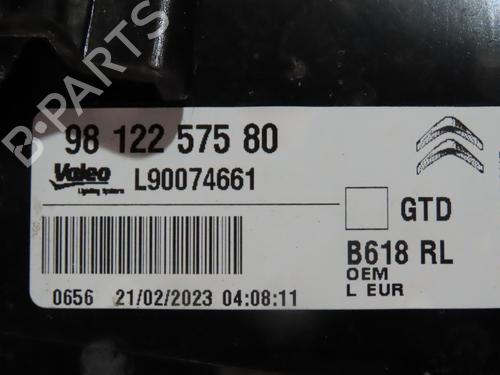 B-PARTS
98 122 575 80
Valeo
Lighting Systems
L90074661
GTD
B618 RL
OEM
L EUR
0656 21/02/2023 04:08:11